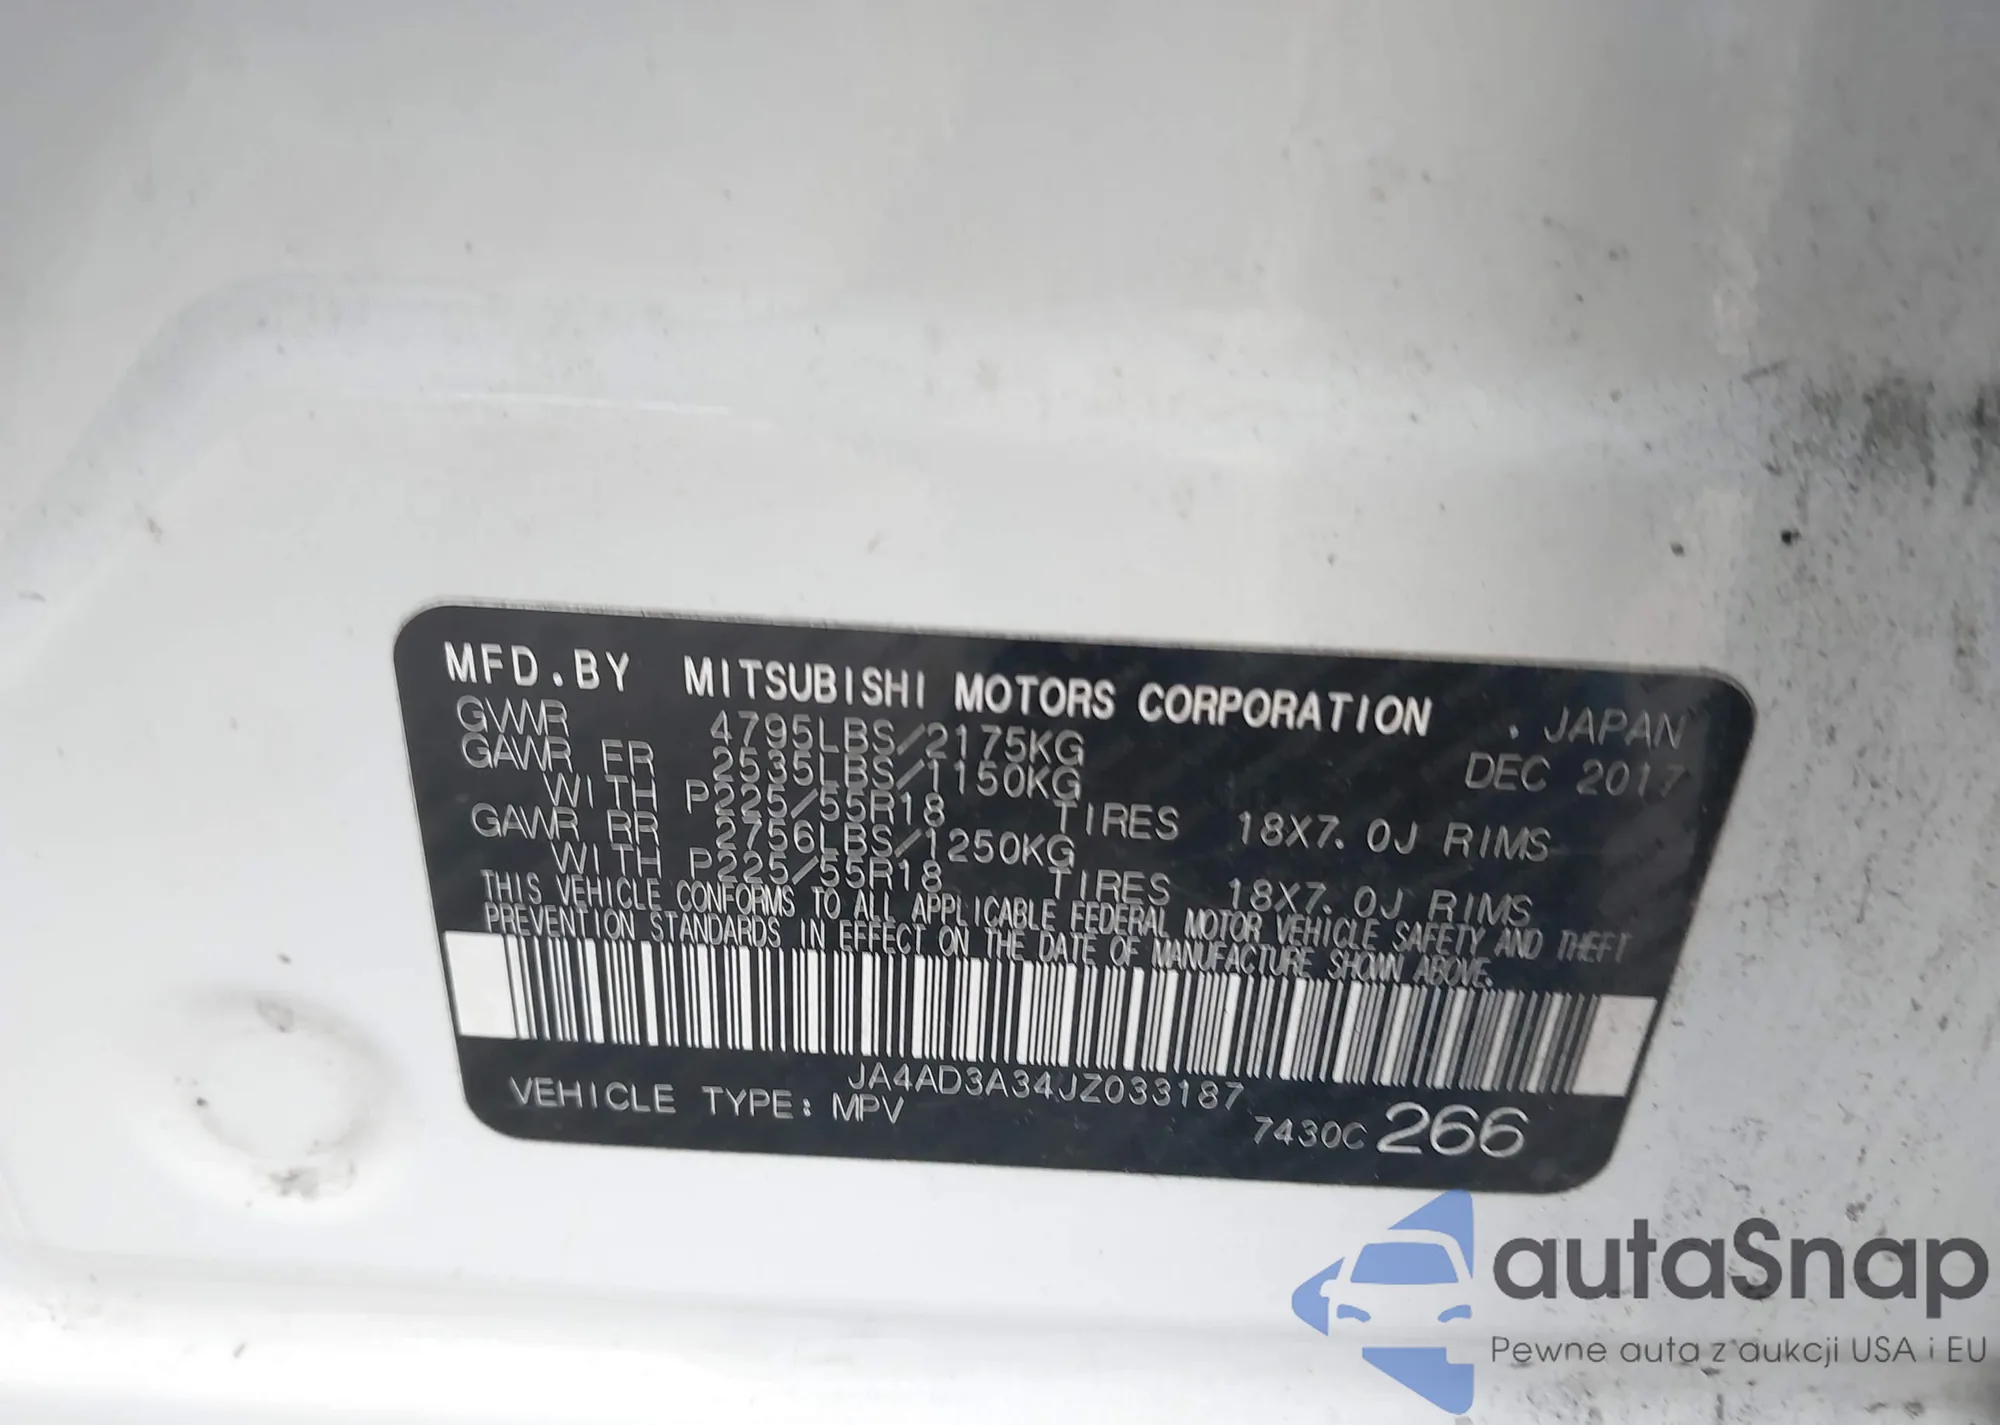 MFD.BY MITSUBISHI MOTORS CORPORATION . JAPAN
GVWR 4795LBS/2175KG DEC 2017
GAWR FR 2535LBS/1150KG
WITH P225/55R18 TIRES 18X7.0J RIMS
GAWR RR 2756LBS/1250KG
WITH P225/55R18 TIRES 18X7.0J RIMS
THIS VEHICLE CONFORMS TO ALL APPLICABLE FEDERAL MOTOR VEHICLE SAFETY AND THEFT
PREVENTION STANDARDS IN EFFECT ON THE DATE OF MANUFACTURE SHOWN ABOVE.
JA4AD3A34JZ033187
VEHICLE TYPE: MPV 7430C 266
autaSnap
Pewne auta z aukcji USA i EU